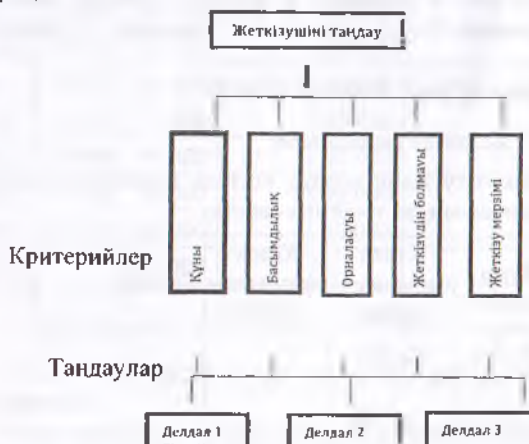 Жеткізушіні таңдау
Критерийлер
Құны
Басымдылық
Орналасуы
Жеткізудің болмауы
Жеткізу мерзімі
Таңдаулар
Делдал 1
Делдал 2
Делдал 3